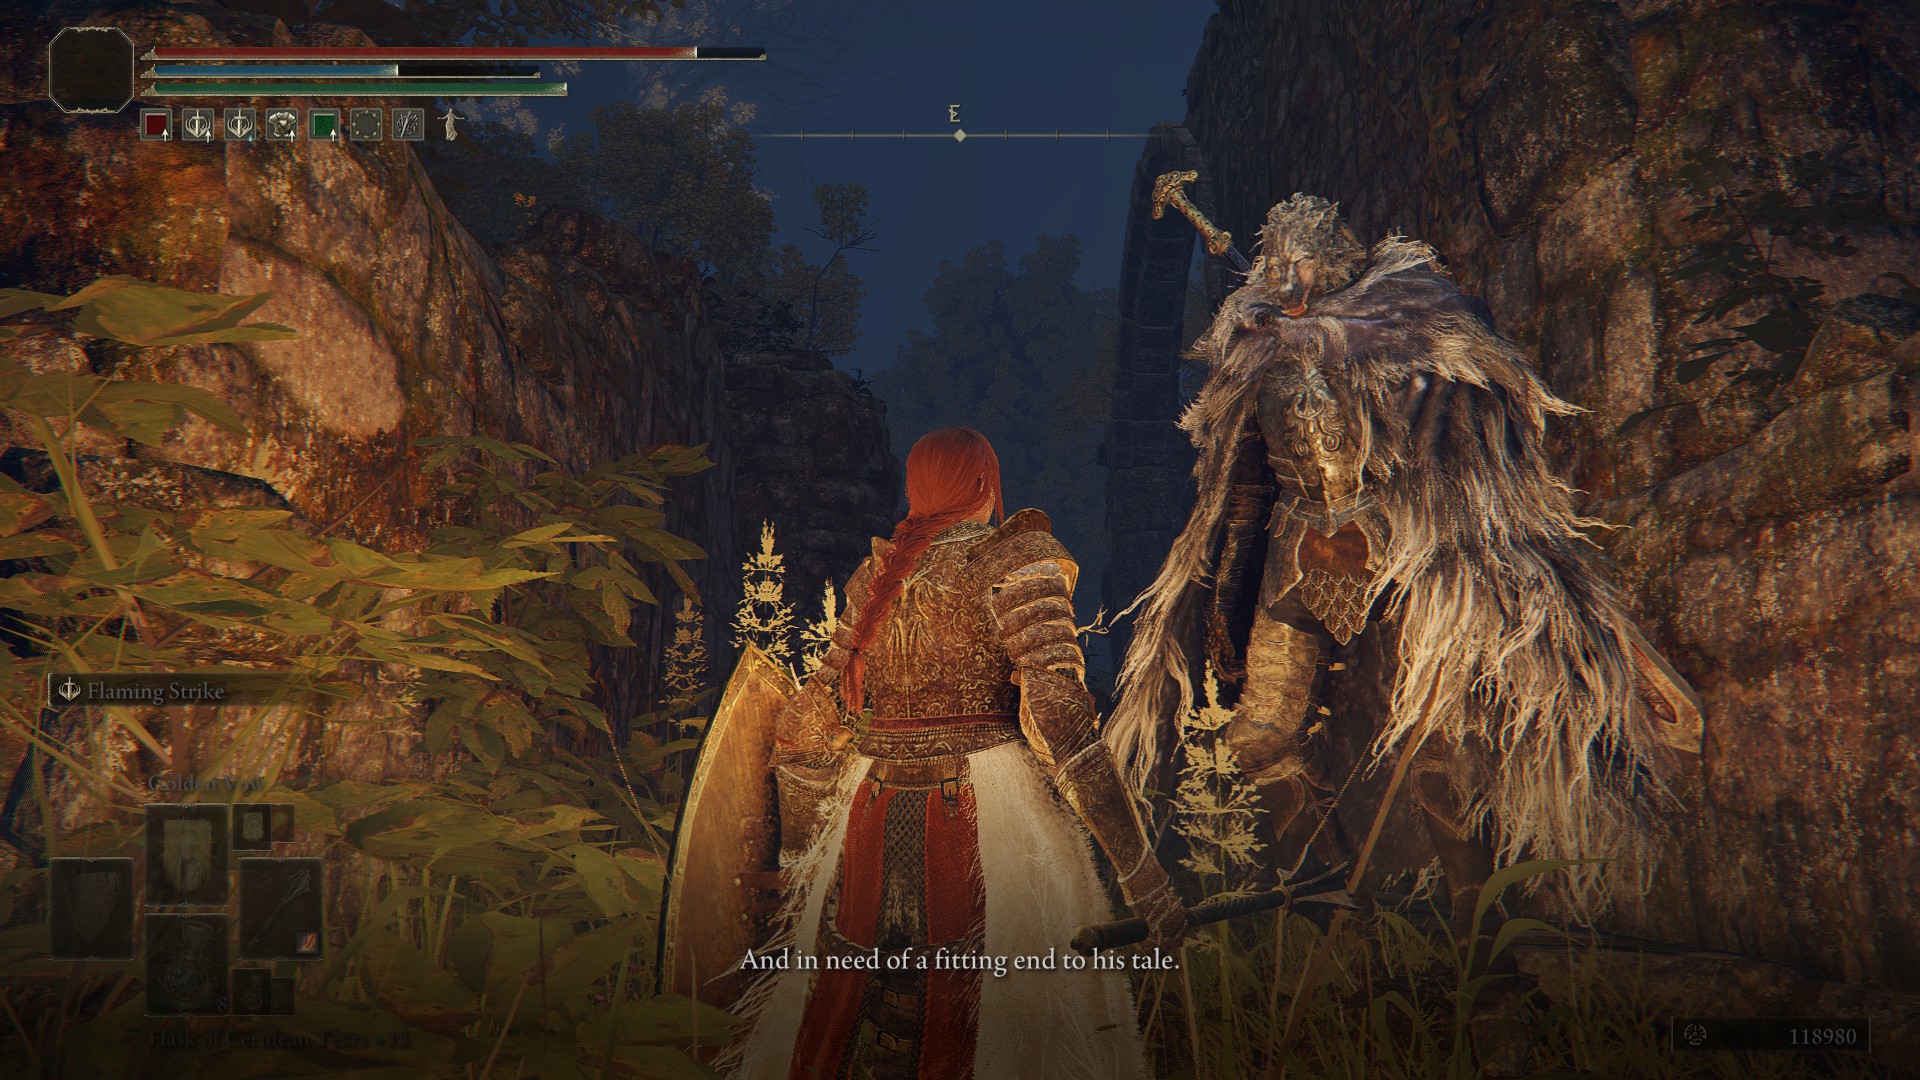 E
Flaming Strike
Golden Vow
8
Flask of Cerulean Tears +12
And in need of a fitting end to his tale.
118980